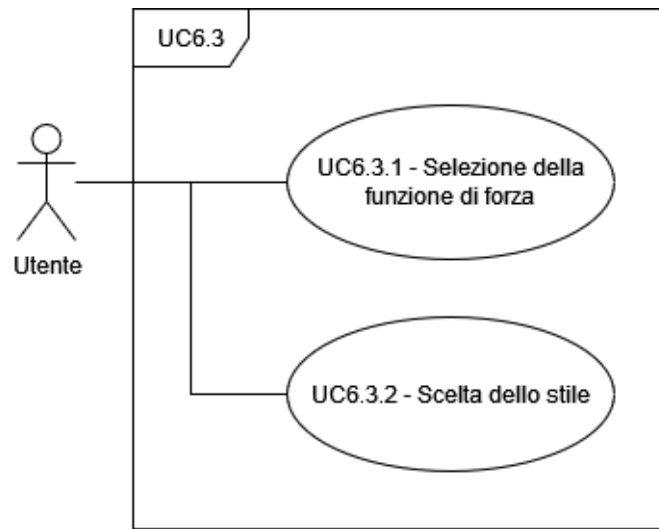 UC6.3
UC6.3.1 - Selezione della
funzione di forza
Utente
UC6.3.2 - Scelta dello stile